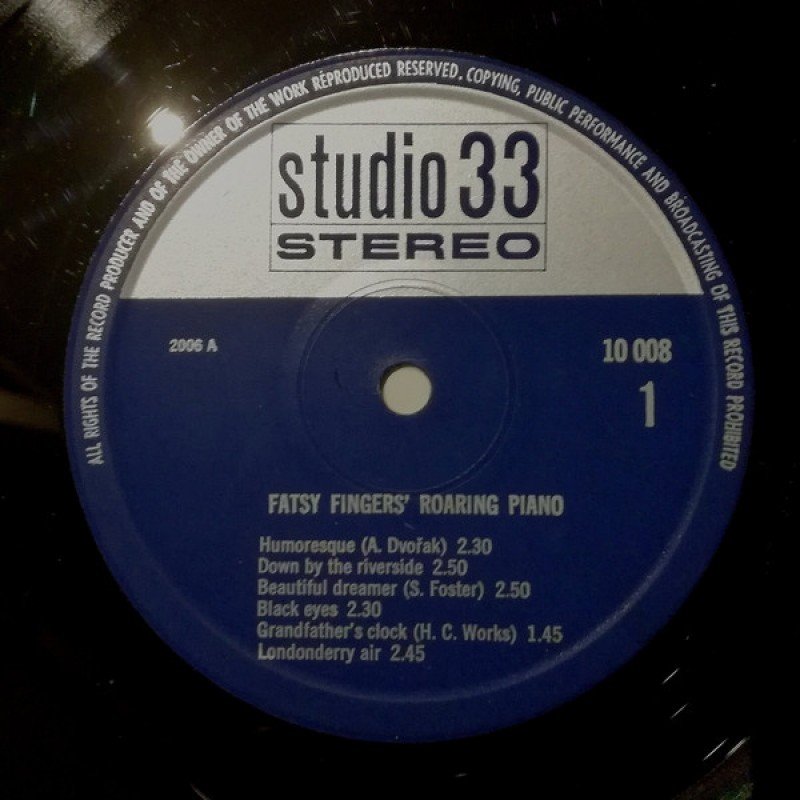 ALL RIGHTS OF THE RECORD PRODUCER AND OF THE OWNER OF THE WORK REPRODUCED RESERVED. COPYING, PUBLIC PERFORMANCE AND BROADCASTING OF THIS RECORD PROHIBITED
studio 33
STEREO
2006 A
10 008
1
FATSY FINGERS' ROARING PIANO
Humoresque (A. Dvořak) 2.30
Down by the riverside 2.50
Beautiful dreamer (S. Foster) 2.50
Black eyes 2.30
Grandfather's clock (H. C. Works) 1.45
Londonderry air 2.45